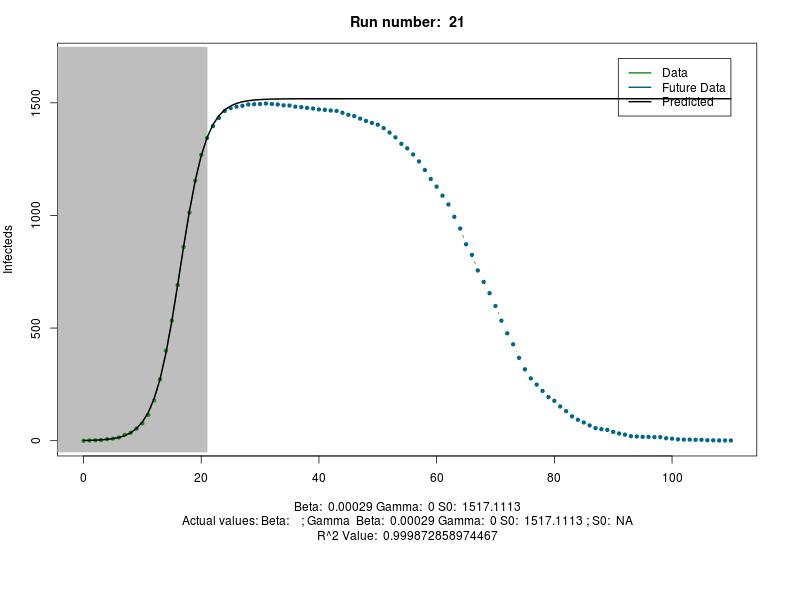 Run number: 21
Infecteds
1500
1000
500
0
Data
Future Data
Predicted
0 20 40 60 80 100
Beta: 0.00029 Gamma: 0 S0: 1517.1113
Actual values: Beta: ; Gamma Beta: 0.00029 Gamma: 0 S0: 1517.1113 ; S0: NA
R^2 Value: 0.999872858974467